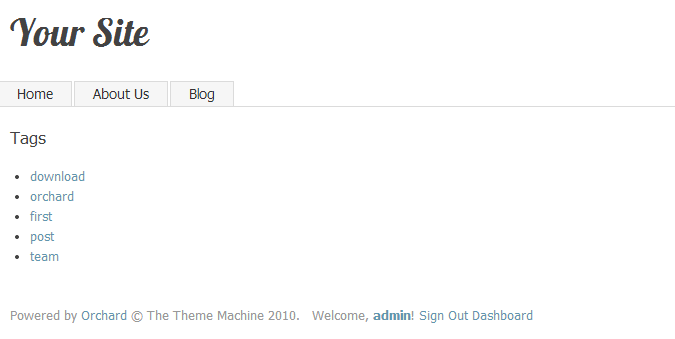 Your Site
Home About Us Blog
Tags
download
orchard
first
post
team
Powered by Orchard © The Theme Machine 2010. Welcome, admin! Sign Out Dashboard